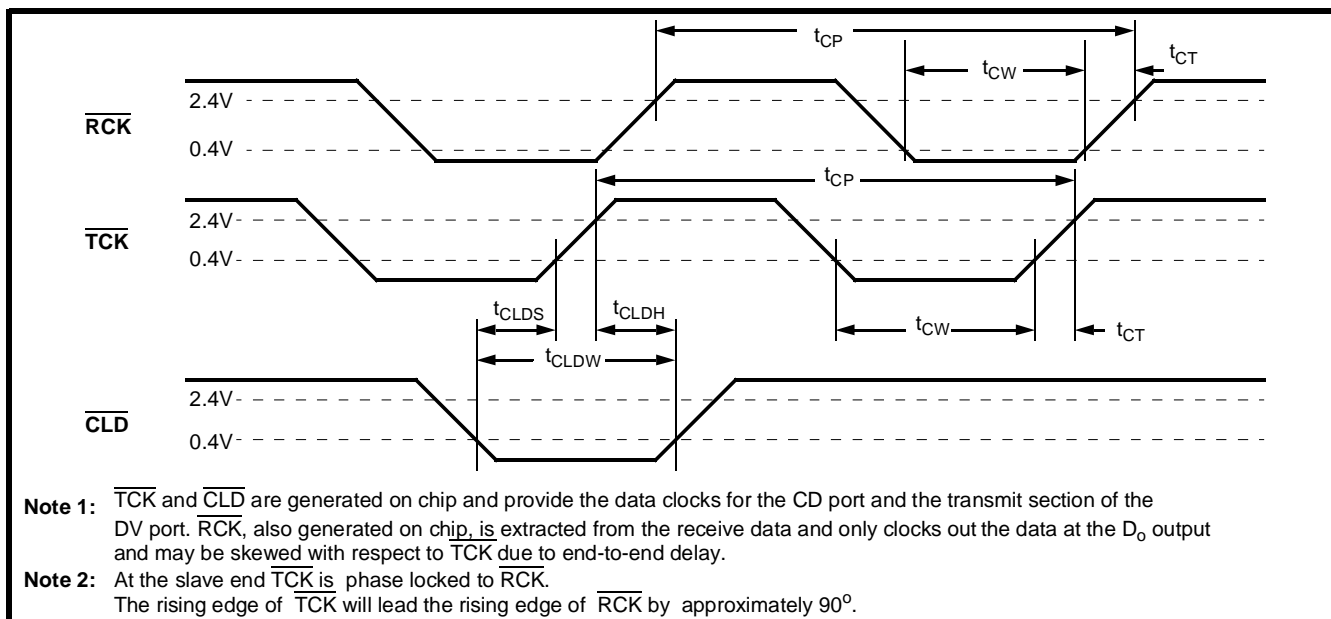 tCP
tCW
tCT
2.4V
RCK
0.4V
tCP
2.4V
TCK
0.4V
tCLDS
tCLDH
tCW
tCT
tCLDW
2.4V
CLD
0.4V
Note 1: TCK and CLD are generated on chip and provide the data clocks for the CD port and the transmit section of the
DV port. RCK, also generated on chip, is extracted from the receive data and only clocks out the data at the Do output
and may be skewed with respect to TCK due to end-to-end delay.
Note 2: At the slave end TCK is phase locked to RCK.
The rising edge of TCK will lead the rising edge of RCK by approximately 90o.